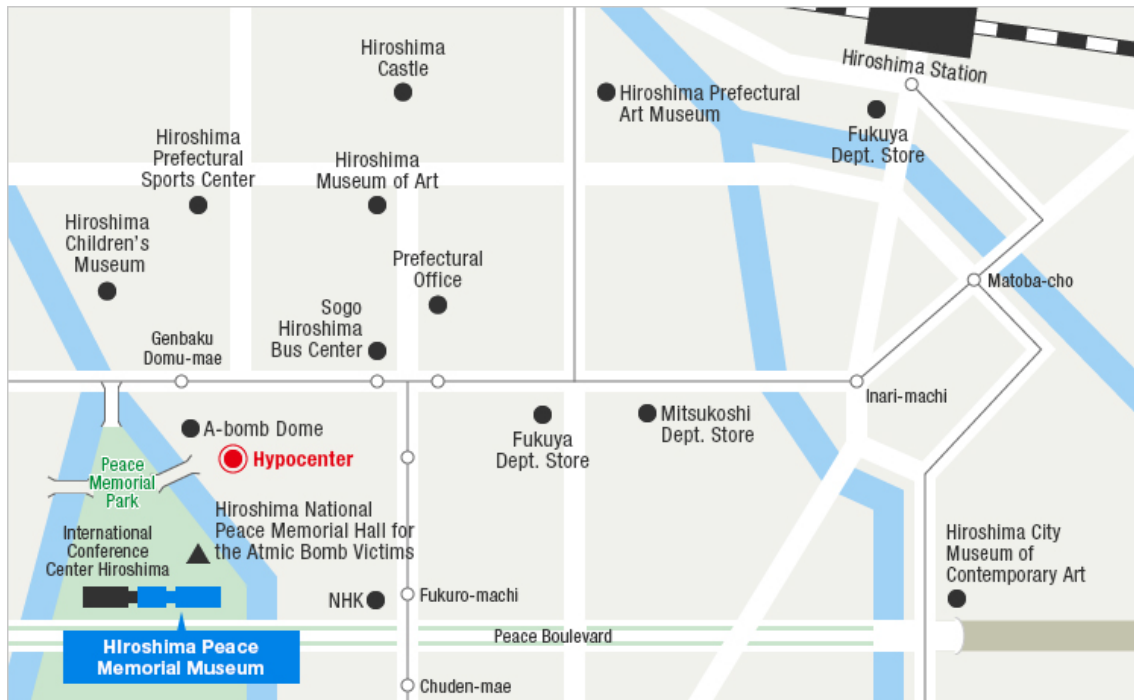 Hiroshima
Castle
Hiroshima Station
Hiroshima Prefectural
Art Museum
Fukuya
Dept. Store
Hiroshima
Prefectural
Sports Center
Hiroshima
Museum of Art
Hiroshima
Children's
Museum
Prefectural
Office
Matoba-cho
Sogo
Hiroshima
Bus Center
Genbaku
Domu-mae
Inari-machi
A-bomb Dome
Hypocenter
Fukuya
Dept. Store
Mitsukoshi
Dept. Store
Peace
Memorial
Park
Hiroshima National
Peace Memorial Hall for
the Atmic Bomb Victims
International
Conference
Center Hiroshima
Hiroshima City
Museum of
Contemporary Art
NHK
Fukuro-machi
Peace Boulevard
HIroshima Peace
Memorial Museum
Chuden-mae